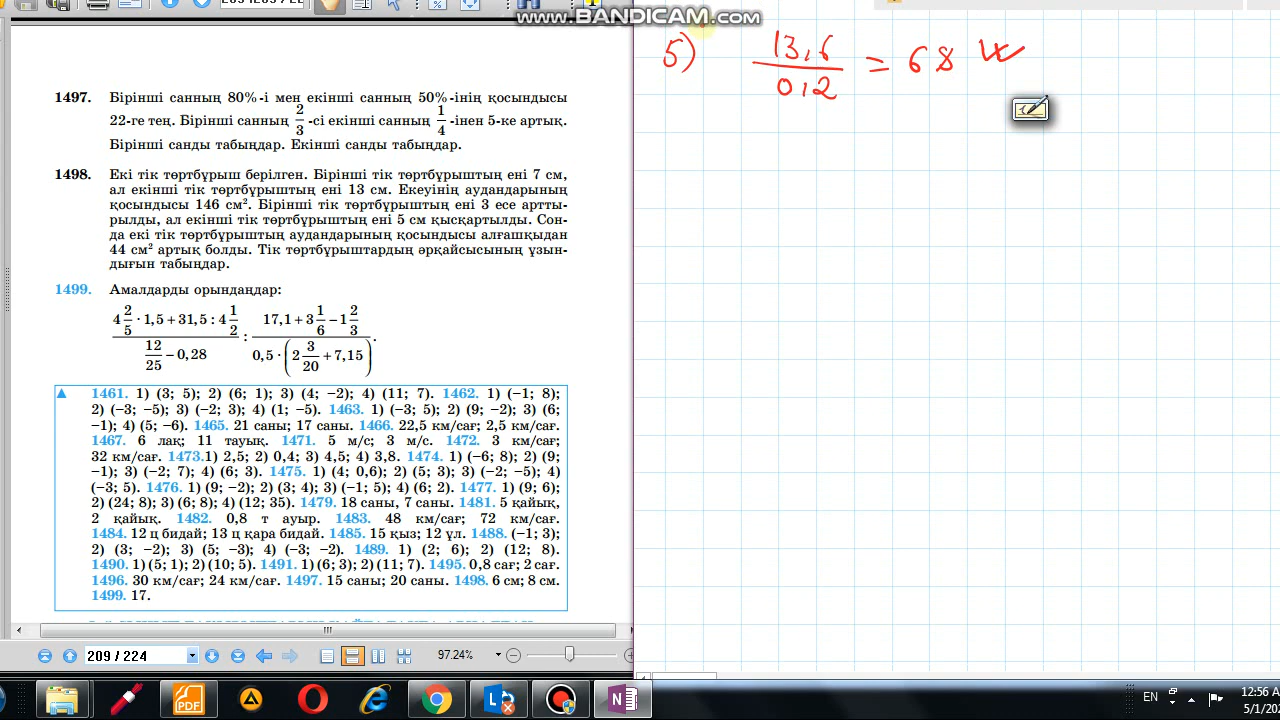 www.BANDICAM.com
1497. Бірінші санның 80%-і мен екінші санның 50%-інің қосындысы
22-ге тең. Бірінші санның 2/3-сі екінші санның 1/4-інен 5-ке артық.
Бірінші санды табыңдар. Екінші санды табыңдар.
1498. Екі тік төртбұрыш берілген. Бірінші тік төртбұрыштың ені 7 см,
ал екінші тік төртбұрыштың ені 13 см. Екеуінің аудандарының
қосындысы 146 см². Бірінші тік төртбұрыштың ені 3 есе артты-
рылды, ал екінші тік төртбұрыштың ені 5 см қысқартылды. Сон-
да екі тік төртбұрыштың аудандарының қосындысы алғашқыдан
44 см² артық болды. Тік төртбұрыштардың әрқайсысының ұзын-
дығын табыңдар.
1499. Амалдарды орындаңдар:
4 2/5 · 1,5 + 31,5 : 4 1/2
12/25 − 0,28
:
17,1 + 3 1/6 − 1 2/3
0,5 · (2 3/20 + 7,15)
.
▲ 1461. 1) (3; 5); 2) (6; 1); 3) (4; −2); 4) (11; 7). 1462. 1) (−1; 8);
2) (−3; −5); 3) (−2; 3); 4) (1; −5). 1463. 1) (−3; 5); 2) (9; −2); 3) (6;
−1); 4) (5; −6). 1465. 21 саны; 17 саны. 1466. 22,5 км/сағ; 2,5 км/сағ.
1467. 6 лақ; 11 тауық. 1471. 5 м/с; 3 м/с. 1472. 3 км/сағ;
32 км/сағ. 1473.1) 2,5; 2) 0,4; 3) 4,5; 4) 3,8. 1474. 1) (−6; 8); 2) (9;
−1); 3) (−2; 7); 4) (6; 3). 1475. 1) (4; 0,6); 2) (5; 3); 3) (−2; −5); 4)
(−3; 5). 1476. 1) (9; −2); 2) (3; 4); 3) (−1; 5); 4) (6; 2). 1477. 1) (9; 6);
2) (24; 8); 3) (6; 8); 4) (12; 35). 1479. 18 саны, 7 саны. 1481. 5 қайық,
2 қайық. 1482. 0,8 т ауыр. 1483. 48 км/сағ; 72 км/сағ.
1484. 12 ц бидай; 13 ц қара бидай. 1485. 15 қыз; 12 ұл. 1488. (−1; 3);
2) (3; −2); 3) (5; −3); 4) (−3; −2). 1489. 1) (2; 6); 2) (12; 8).
1490. 1) (5; 1); 2) (10; 5). 1491. 1) (6; 3); 2) (11; 7). 1495. 0,8 сағ; 2 сағ.
1496. 30 км/сағ; 24 км/сағ. 1497. 15 саны; 20 саны. 1498. 6 см; 8 см.
1499. 17.
209 / 224
97.24%
5) 13,6 / 0,2 = 68
PDF
EN
12:56 A
5/1/20